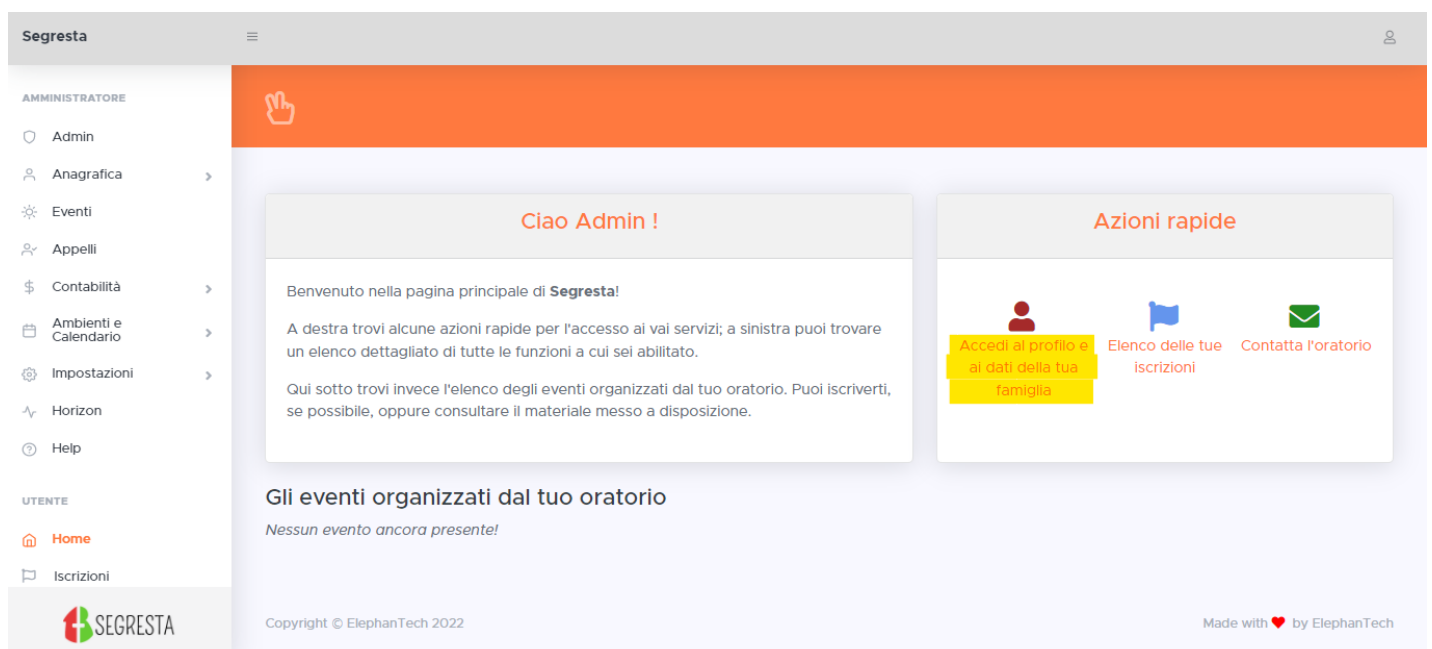 Segresta
AMMINISTRATORE
Admin
Anagrafica
Eventi
Appelli
Contabilità
Ambienti e
Calendario
Impostazioni
Horizon
Help
UTENTE
Home
Iscrizioni
SEGRESTA
Ciao Admin !
Benvenuto nella pagina principale di Segresta!
A destra trovi alcune azioni rapide per l'accesso ai vai servizi; a sinistra puoi trovare
un elenco dettagliato di tutte le funzioni a cui sei abilitato.
Qui sotto trovi invece l'elenco degli eventi organizzati dal tuo oratorio. Puoi iscriverti,
se possibile, oppure consultare il materiale messo a disposizione.
Azioni rapide
Accedi al profilo e
ai dati della tua
famiglia
Elenco delle tue
iscrizioni
Contatta l'oratorio
Gli eventi organizzati dal tuo oratorio
Nessun evento ancora presente!
Copyright © ElephanTech 2022
Made with ❤ by ElephanTech